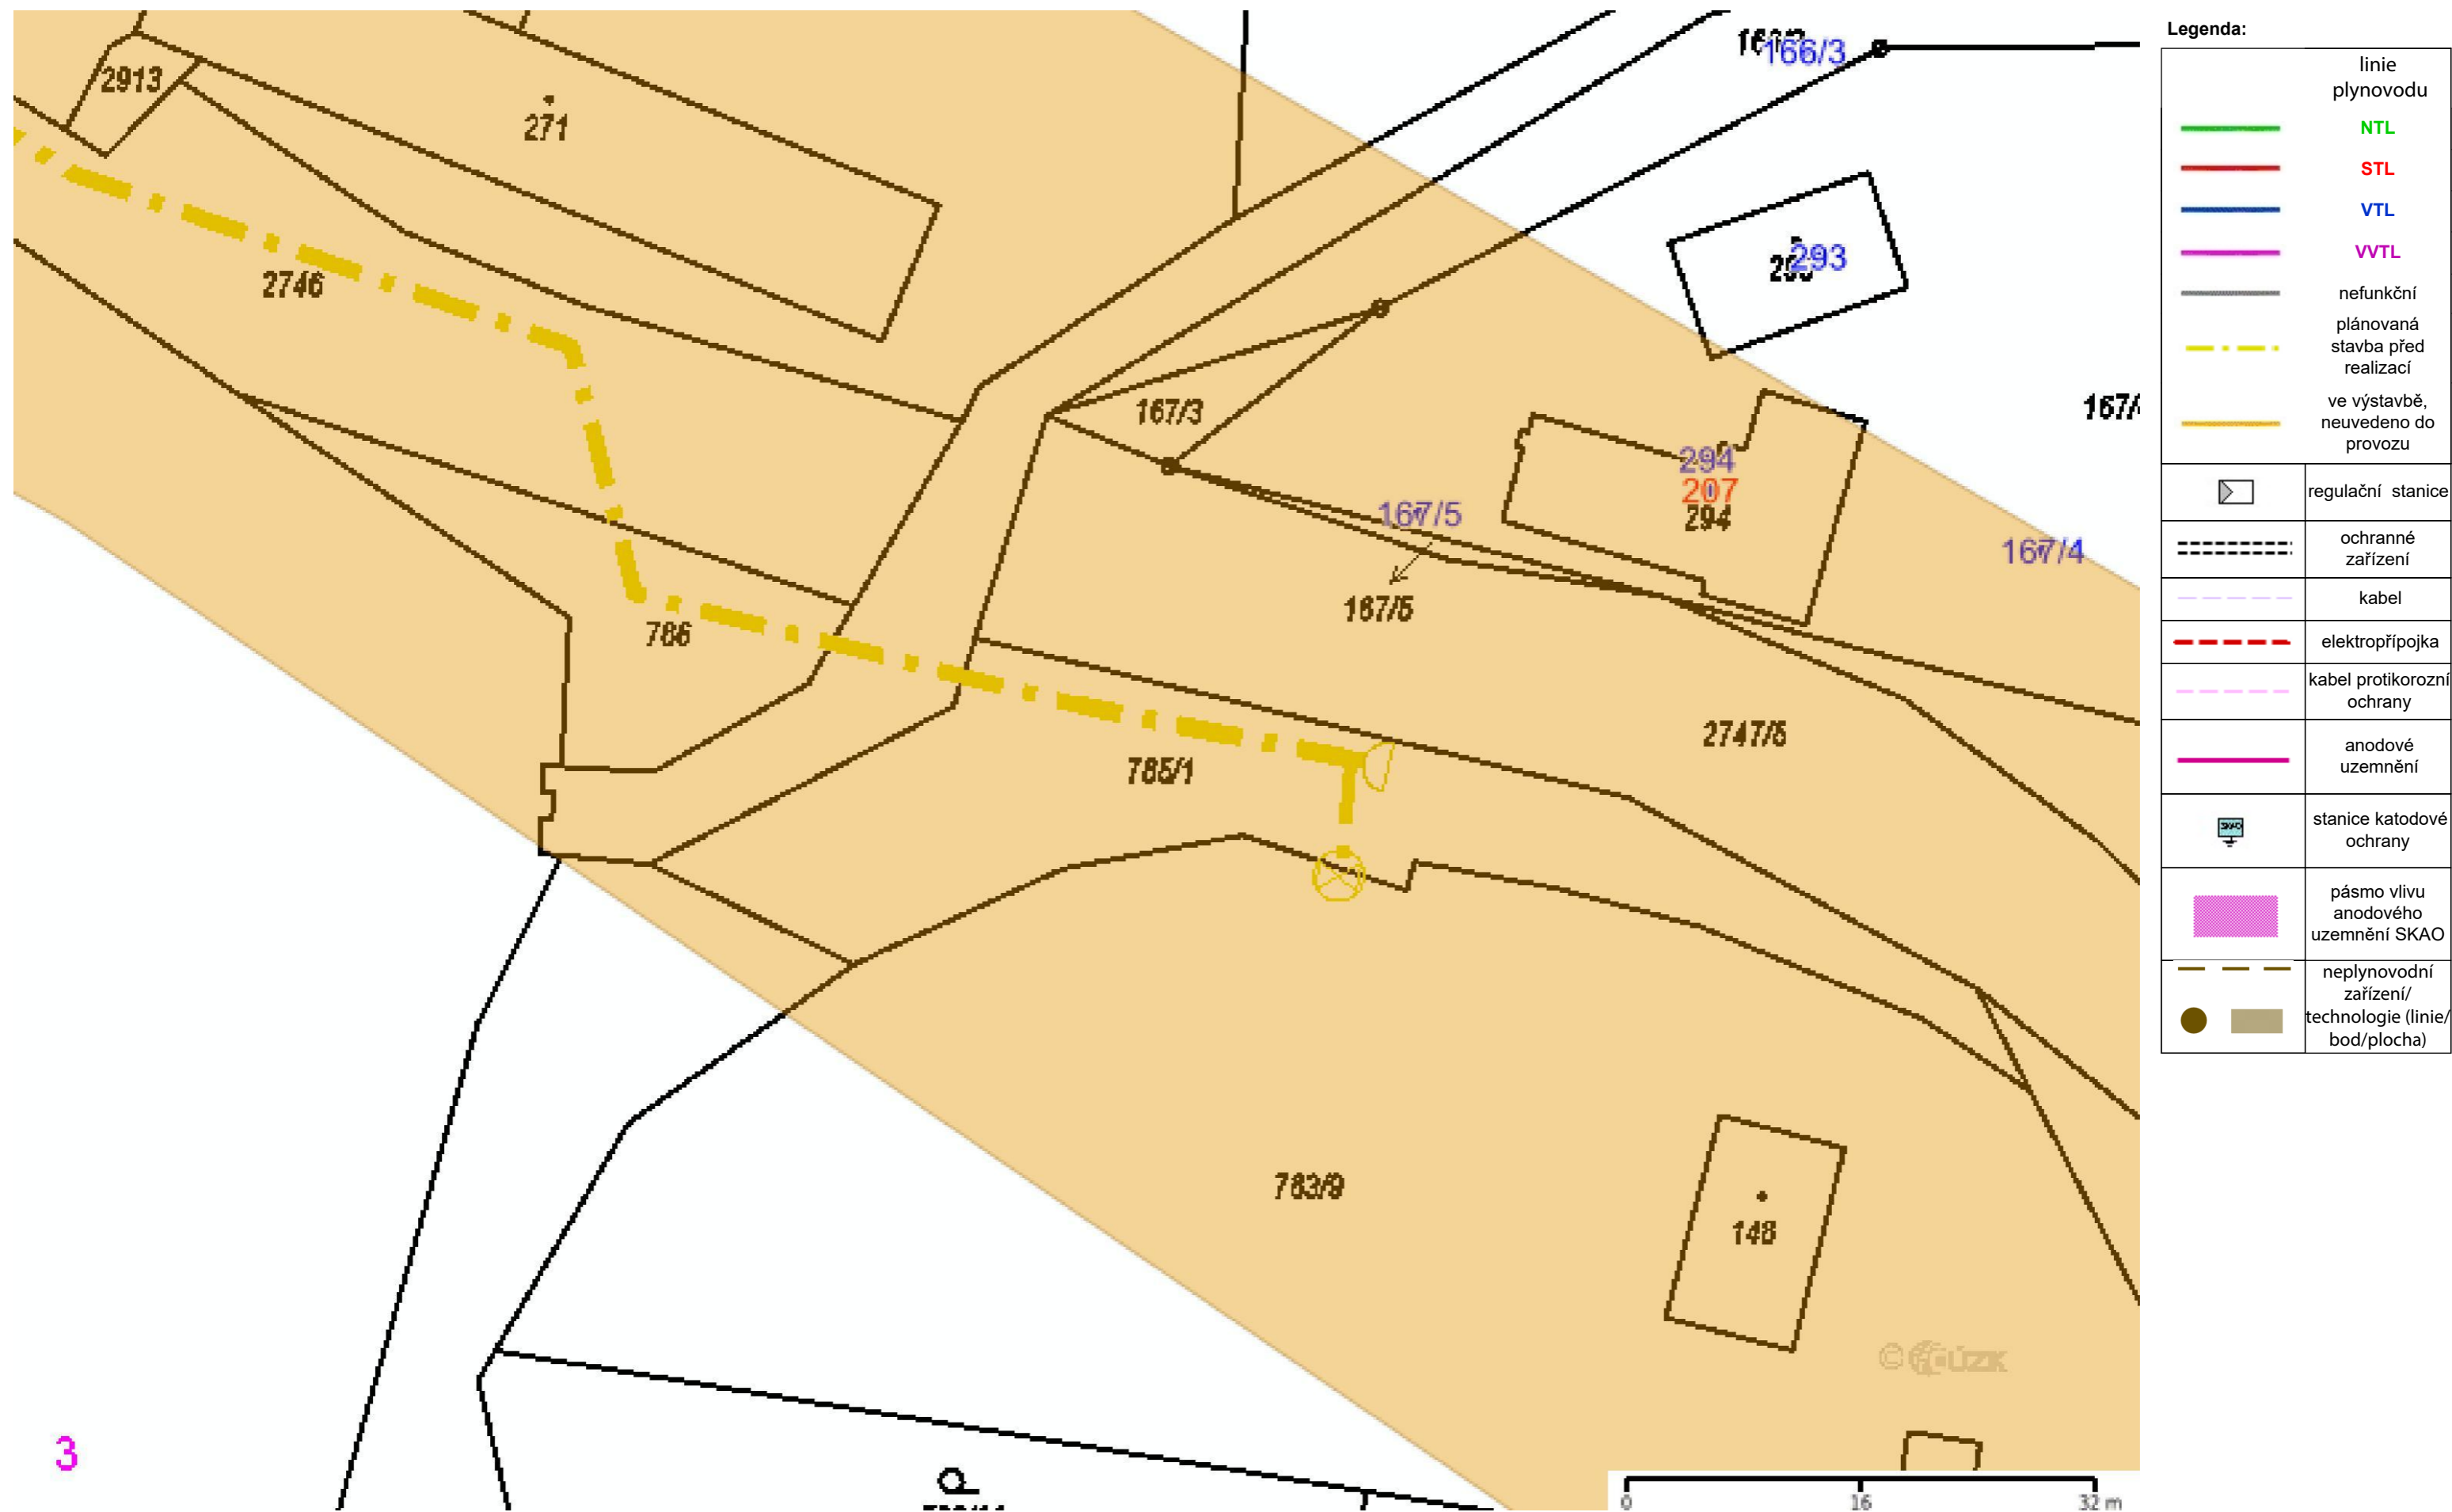 2913
271
166/3
293
2746
167/3
294
207
294
167/5
167/4
167/5
786
2747/5
785/1
763/9
148
3
0 16 32 m
Legenda:
linie
plynovodu
NTL
STL
VTL
VVTL
nefunkční
plánovaná
stavba před
realizací
ve výstavbě,
neuvedeno do
provozu
regulační stanice
ochranné
zařízení
kabel
elektropřípojka
kabel protikorozní
ochrany
anodové
uzemnění
stanice katodové
ochrany
pásmo vlivu
anodového
uzemnění SKAO
neplynovodní
zařízení/
technologie (linie/
bod/plocha)